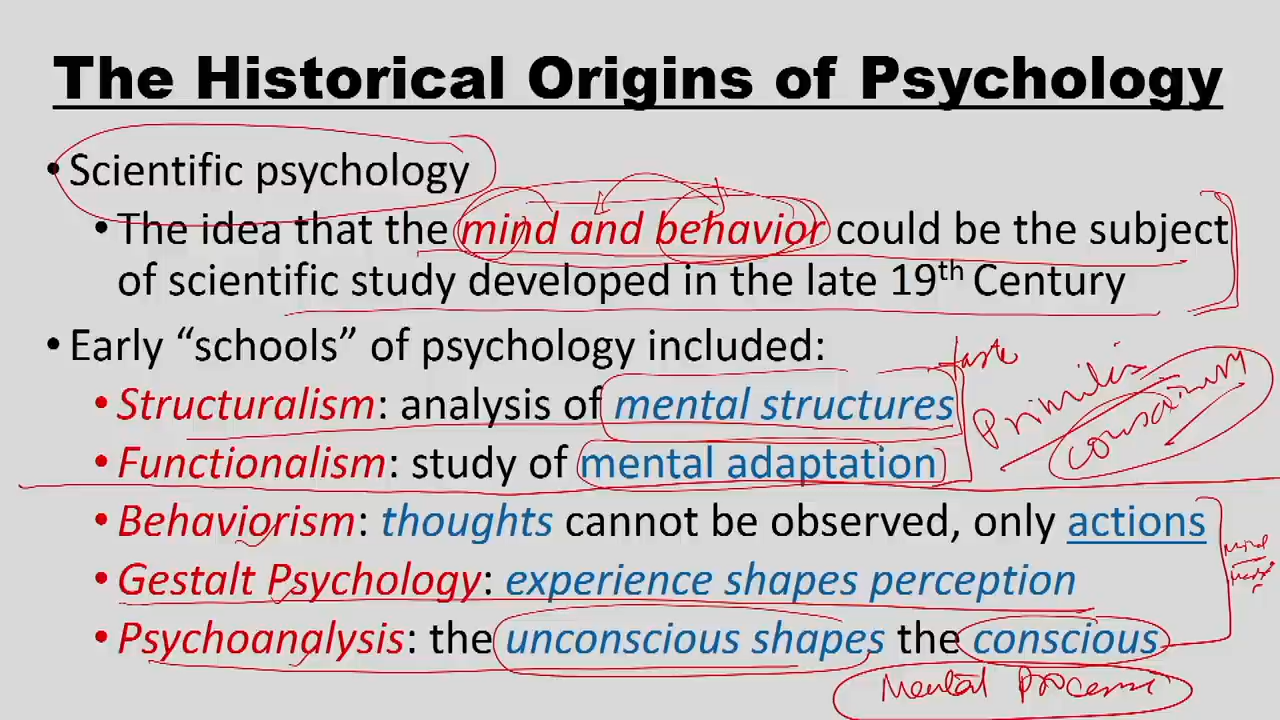 The Historical Origins of Psychology
• Scientific psychology
• The idea that the mind and behavior could be the subject
of scientific study developed in the late 19th Century
• Early “schools” of psychology included:
• Structuralism: analysis of mental structures
• Functionalism: study of mental adaptation
• Behaviorism: thoughts cannot be observed, only actions
• Gestalt Psychology: experience shapes perception
• Psychoanalysis: the unconscious shapes the conscious
Mental